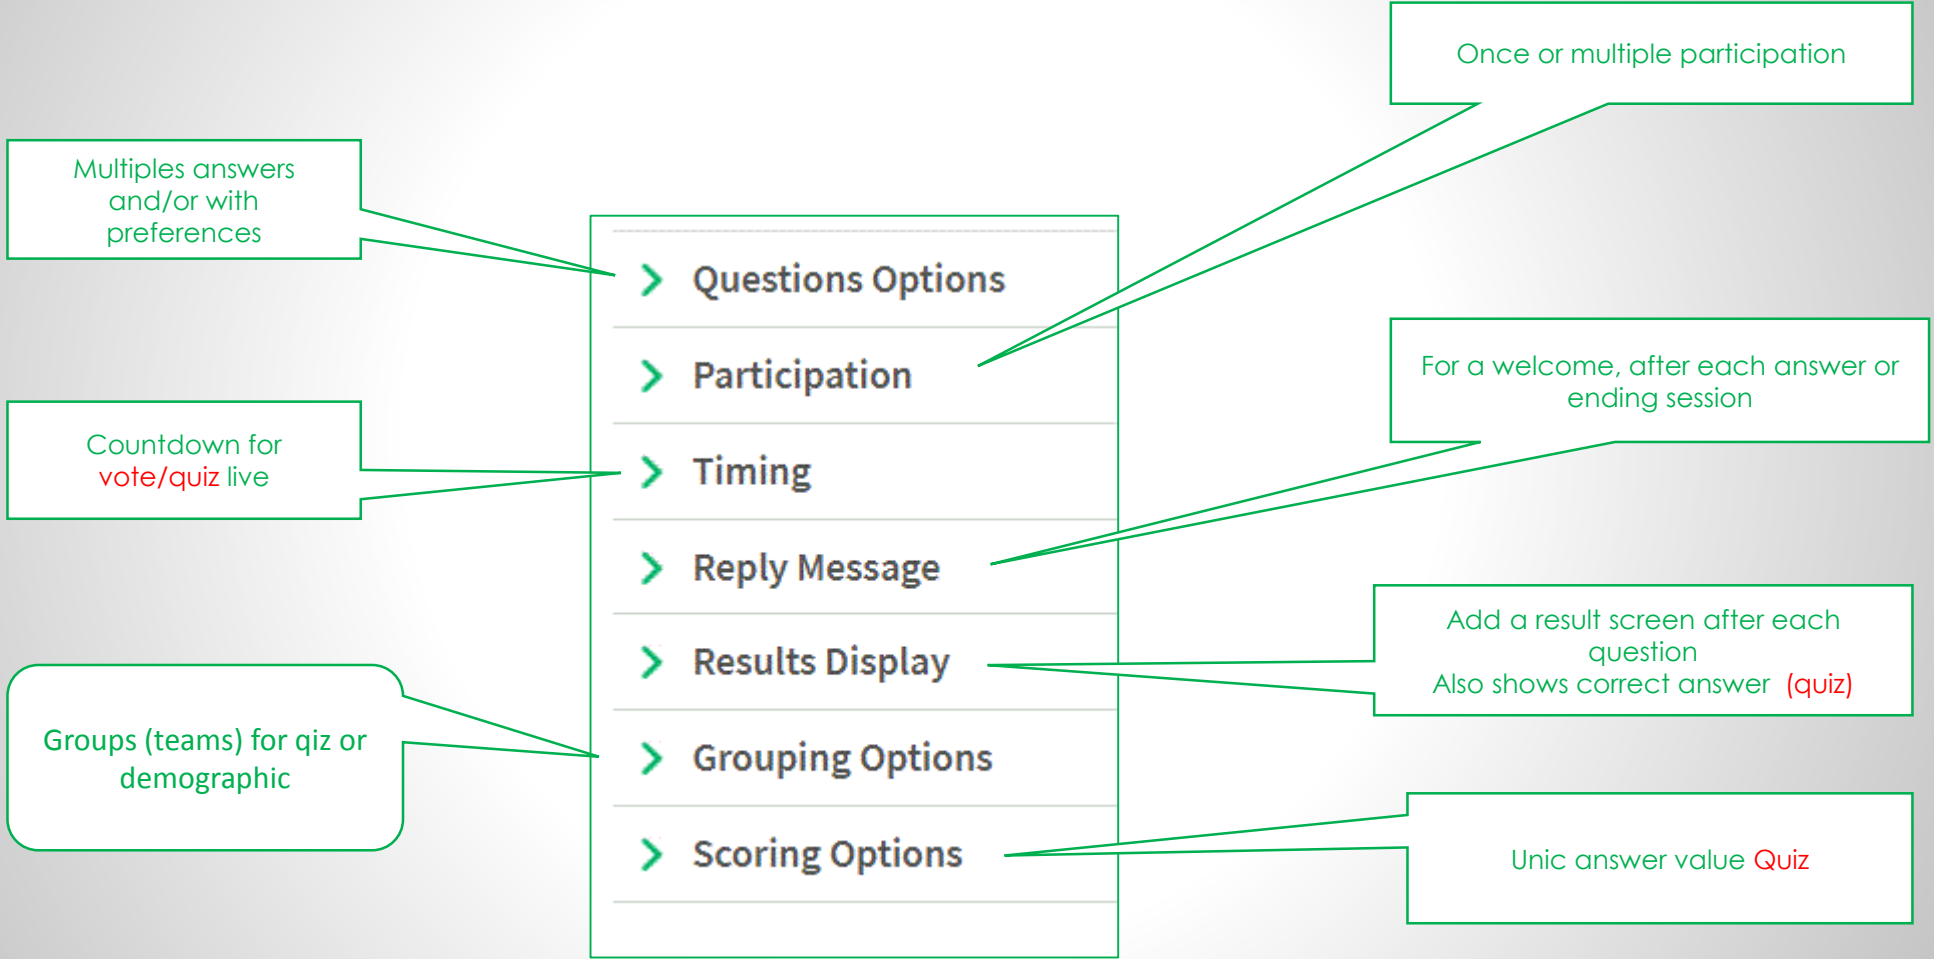 Once or multiple participation
Multiples answers
and/or with
preferences
Questions Options
Participation
For a welcome, after each answer or
ending session
Countdown for
vote/quiz live
Timing
Reply Message
Add a result screen after each
question
Also shows correct answer (quiz)
Results Display
Groups (teams) for qiz or
demographic
Grouping Options
Scoring Options
Unic answer value Quiz